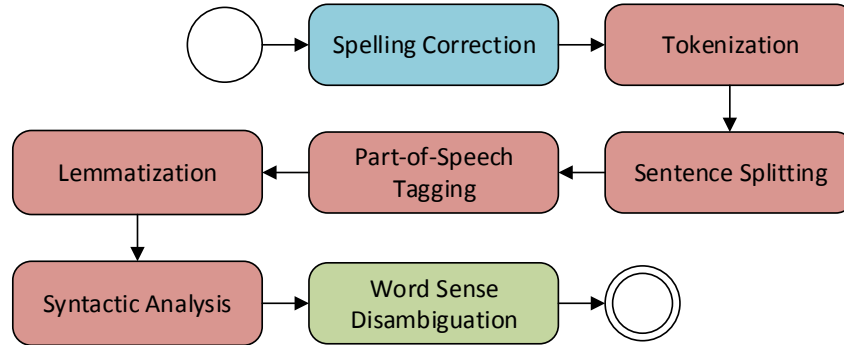 Spelling Correction
Tokenization
Sentence Splitting
Part-of-Speech
Tagging
Lemmatization
Syntactic Analysis
Word Sense
Disambiguation